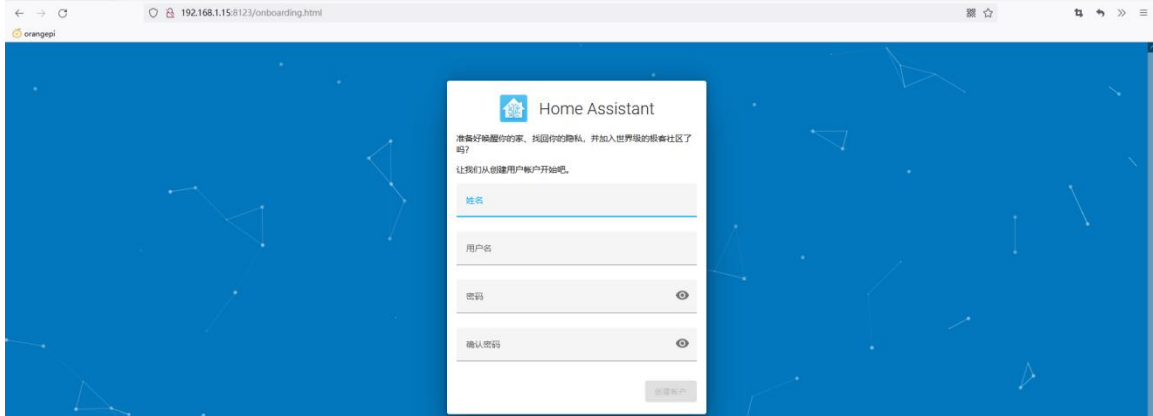 192.168.1.15:8123/onboarding.html
orangepi
Home Assistant
准备好唤醒你的家、找回你的隐私，并加入世界级的极客社区了
吗？
让我们从创建用户帐户开始吧。
姓名
用户名
密码
确认密码
创建帐户